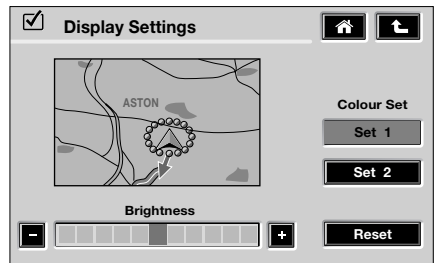 Display Settings
ASTON
Colour Set
Set 1
Set 2
Brightness
- +
Reset